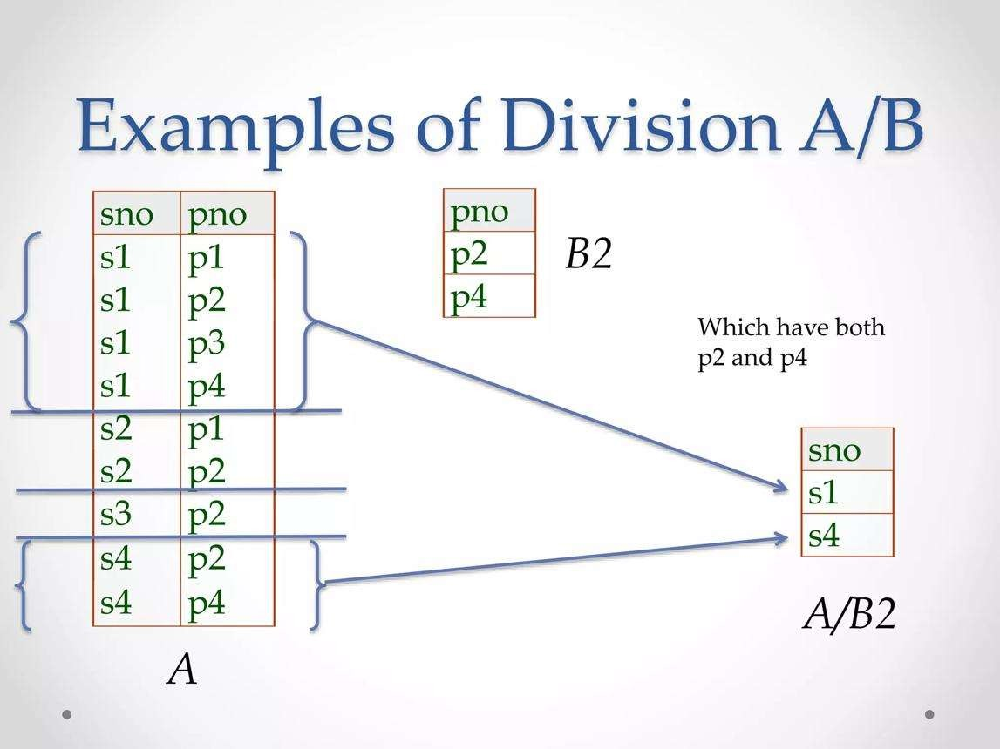 Examples of Division A/B
sno pno
s1 p1
s1 p2
s1 p3
s1 p4
s2 p1
s2 p2
s3 p2
s4 p2
s4 p4
A
pno
p2
p4
B2
Which have both
p2 and p4
sno
s1
s4
A/B2